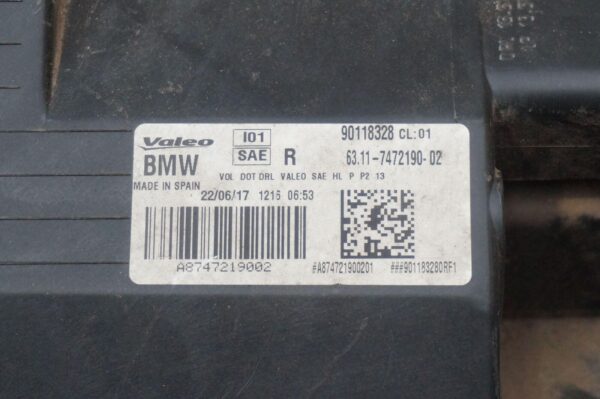 Valeo I01 90118328 CL:01
BMW SAE R 63.11-7472190-02
MADE IN SPAIN VOL DOT DRL VALEO SAE HL P P2 13
22/06/17 1216 06:53
A8747219002 #A874721900201 ###90118328ORF1